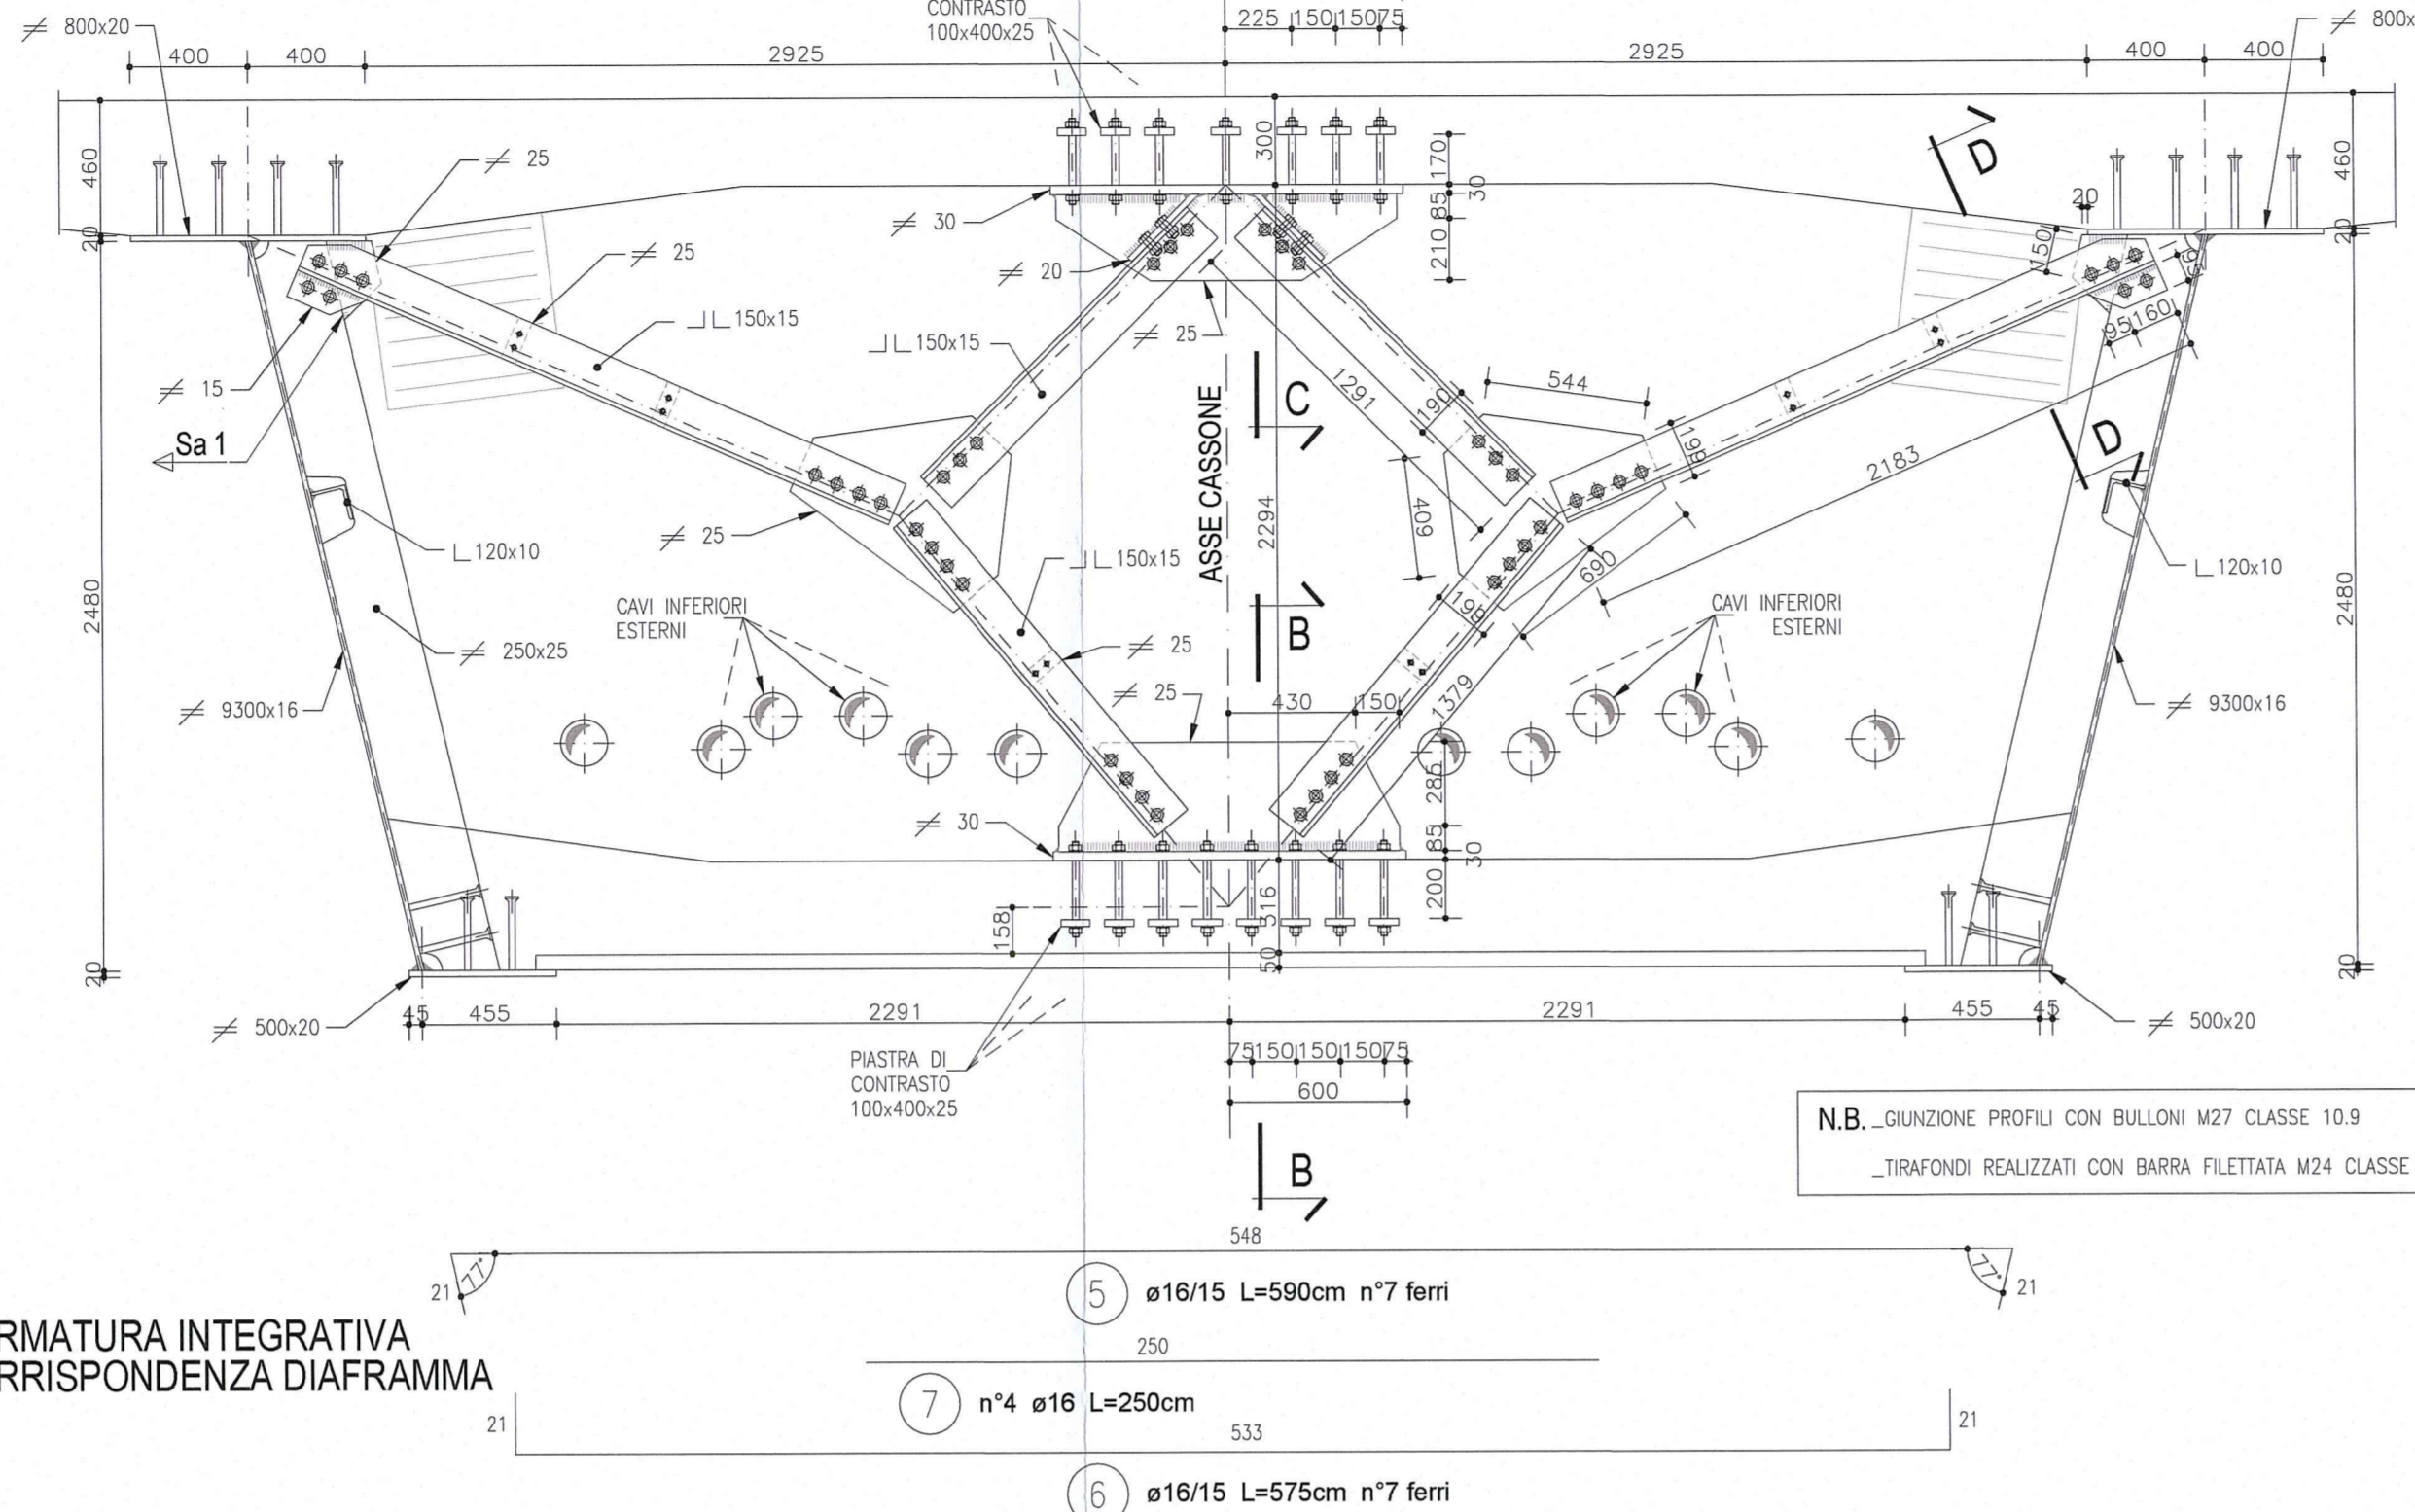 CONTRASTO
100x400x25
225 150 150 75
800x20
400 400 2925 2925 400 400
460
20
2480
20
25
25
⅃L 150x15
15
Sa 1
L 120x10
250x25
9300x16
500x20
300
170
30
85
210
30
20
25
⅃L 150x15
ASSE CASSONE
C
1291
190
544
199
2183
409
2294
690
198
1379
D
D
20
150
95 160
460
20
2480
20
L 120x10
9300x16
500x20
25
⅃L 150x15
CAVI INFERIORI
ESTERNI
CAVI INFERIORI
ESTERNI
B
25
25
430 150
286
85
30
200
30
316
158
50
45 455 2291 2291 455 45
75 150 150 150 75
600
PIASTRA DI
CONTRASTO
100x400x25
B
N.B. _GIUNZIONE PROFILI CON BULLONI M27 CLASSE 10.9
_TIRAFONDI REALIZZATI CON BARRA FILETTATA M24 CLASSE
548
21 77° 77° 21
5 ø16/15 L=590cm n°7 ferri
RMATURA INTEGRATIVA
RRISPONDENZA DIAFRAMMA
250
7 n°4 ø16 L=250cm
21 533 21
6 ø16/15 L=575cm n°7 ferri